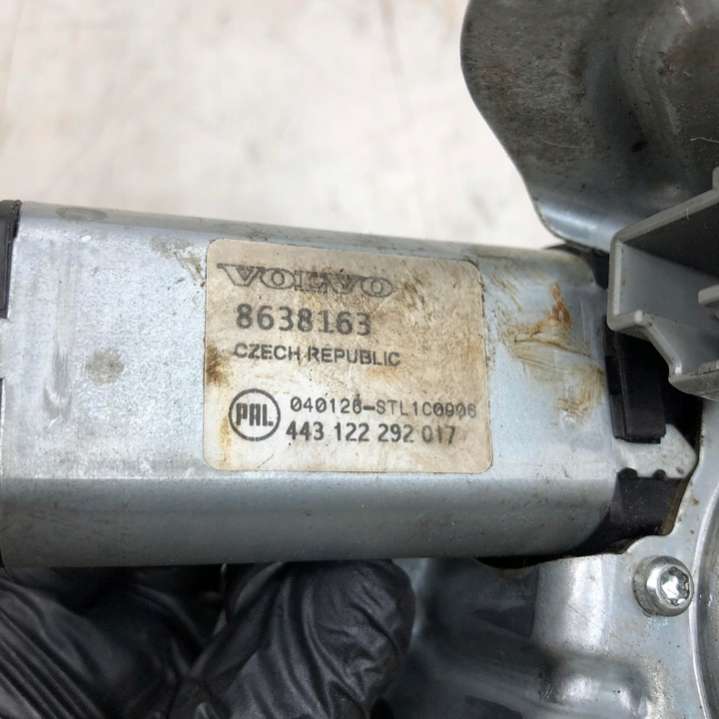 VOLVO
8638163
CZECH REPUBLIC
PAL 040126-STL1C0906
443 122 292 017